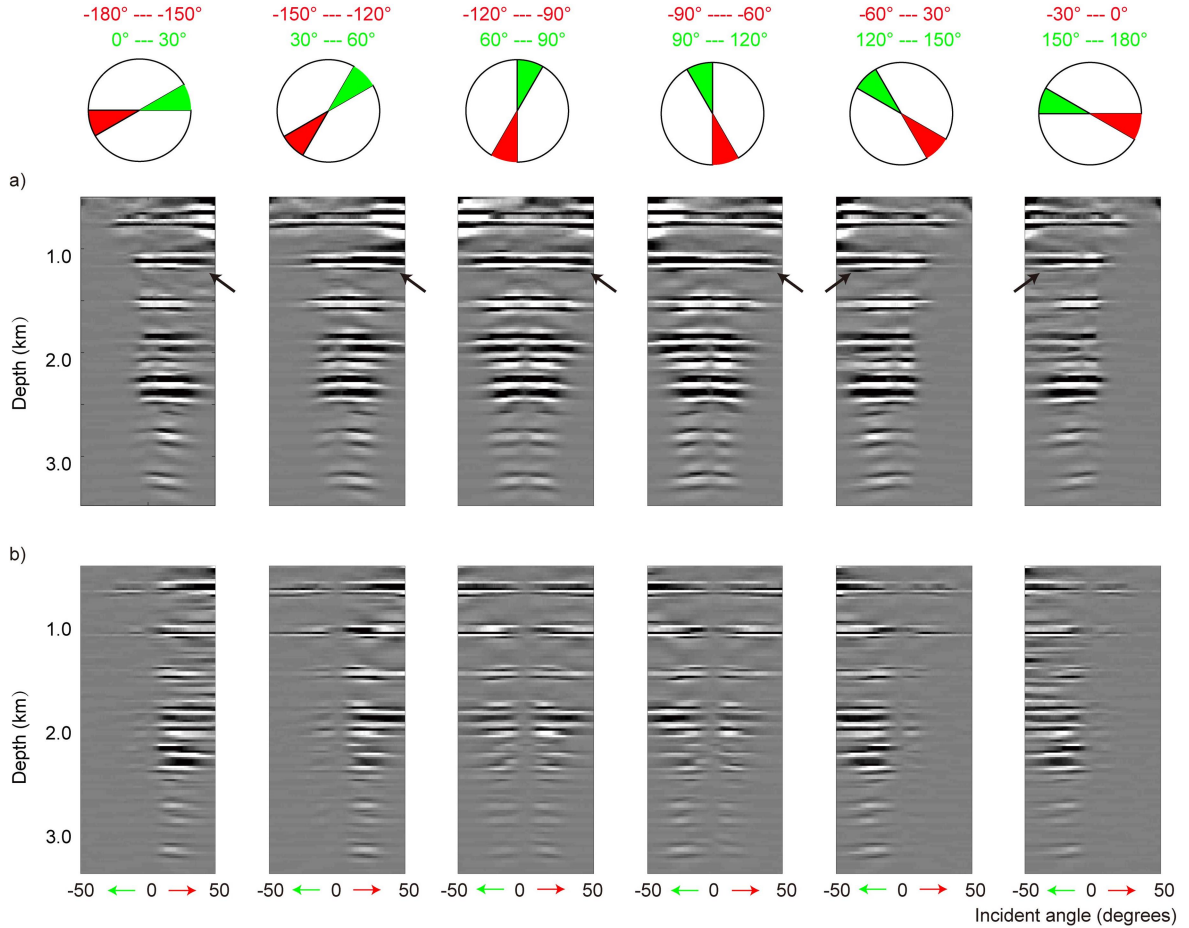 -180° --- -150° -150° --- -120° -120° --- -90° -90° ---- -60° -60° --- 30° -30° --- 0°
0° --- 30° 30° --- 60° 60° --- 90° 90° --- 120° 120° --- 150° 150° --- 180°
a)
1.0
2.0
3.0
Depth (km)
b)
1.0
2.0
3.0
Depth (km)
-50 0 50 -50 0 50 -50 0 50 -50 0 50 -50 0 50 -50 0 50
Incident angle (degrees)